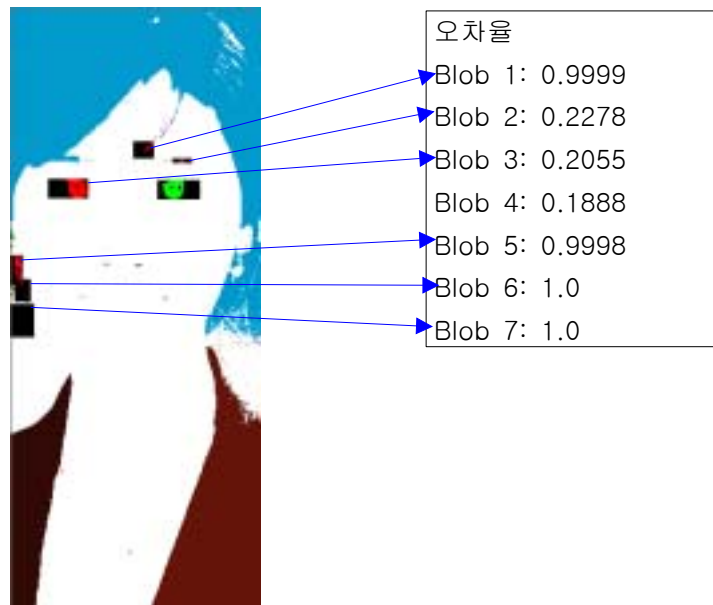 오차율
Blob 1: 0.9999
Blob 2: 0.2278
Blob 3: 0.2055
Blob 4: 0.1888
Blob 5: 0.9998
Blob 6: 1.0
Blob 7: 1.0